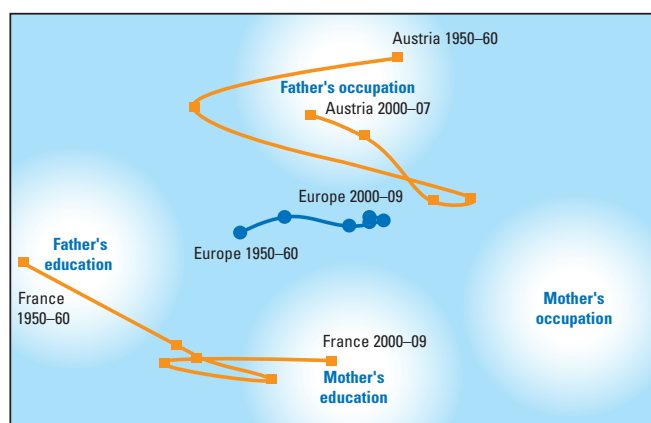 Austria 1950–60
Father's occupation
Austria 2000–07
Europe 2000–09
Father's
education
Europe 1950–60
France
1950–60
Mother's
occupation
France 2000–09
Mother's
education